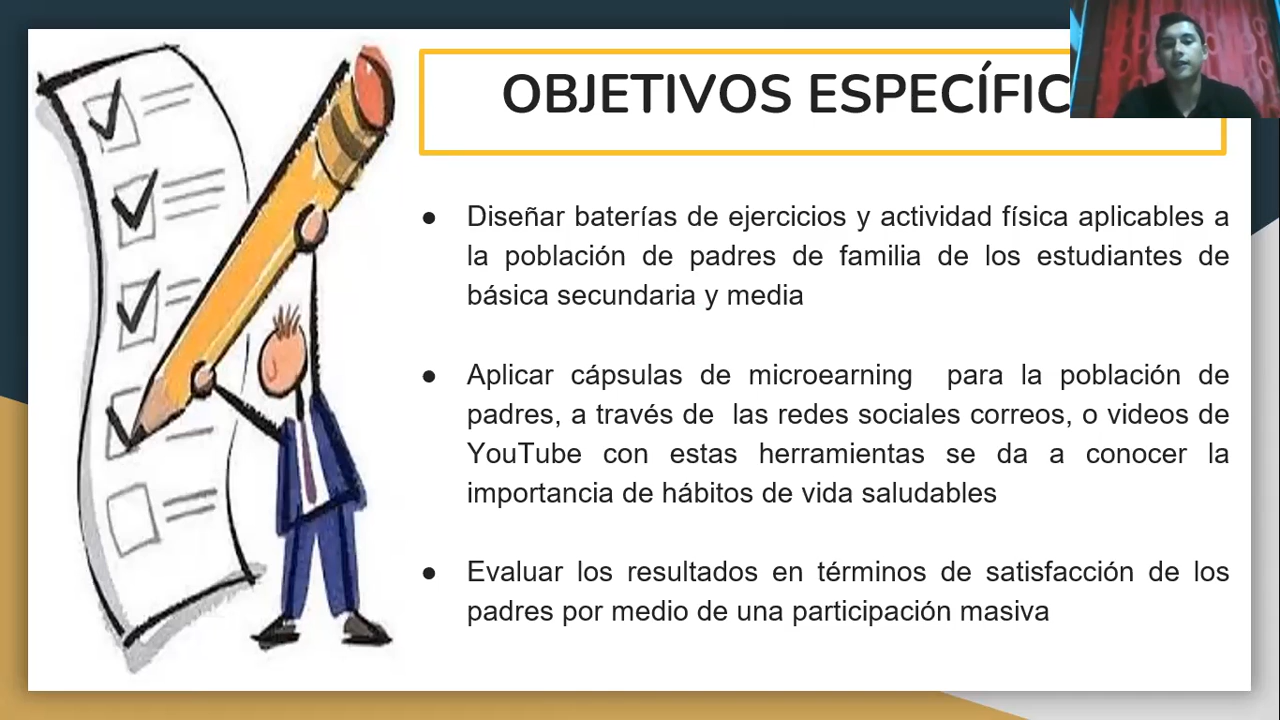 OBJETIVOS ESPECÍFIC
● Diseñar baterías de ejercicios y actividad física aplicables a
la población de padres de familia de los estudiantes de
básica secundaria y media
● Aplicar cápsulas de microearning para la población de
padres, a través de las redes sociales correos, o videos de
YouTube con estas herramientas se da a conocer la
importancia de hábitos de vida saludables
● Evaluar los resultados en términos de satisfacción de los
padres por medio de una participación masiva